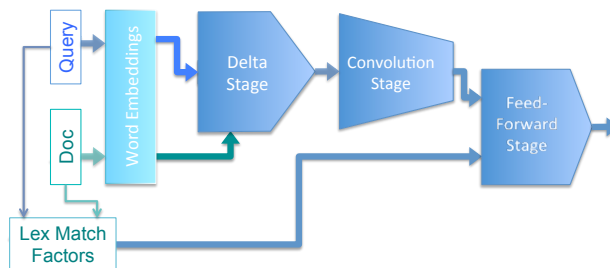 Query
Doc
Word Embeddings
Delta
Stage
Convolution
Stage
Feed-
Forward
Stage
Lex Match
Factors